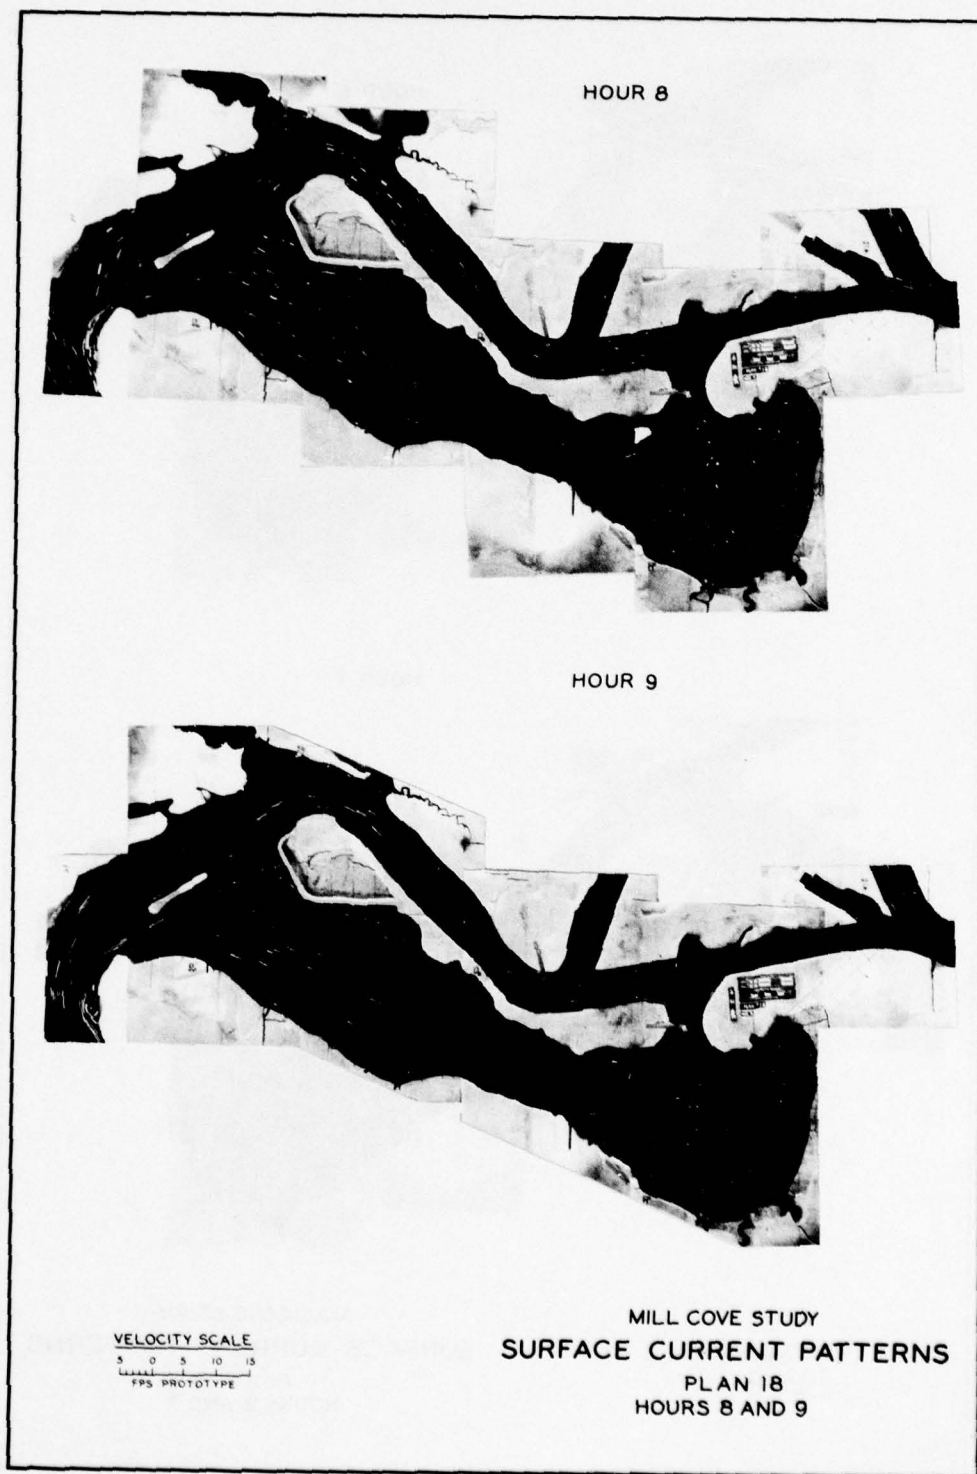 HOUR 8
HOUR 9
VELOCITY SCALE
5 0 5 10 15
FPS PROTOTYPE
MILL COVE STUDY
SURFACE CURRENT PATTERNS
PLAN 18
HOURS 8 AND 9